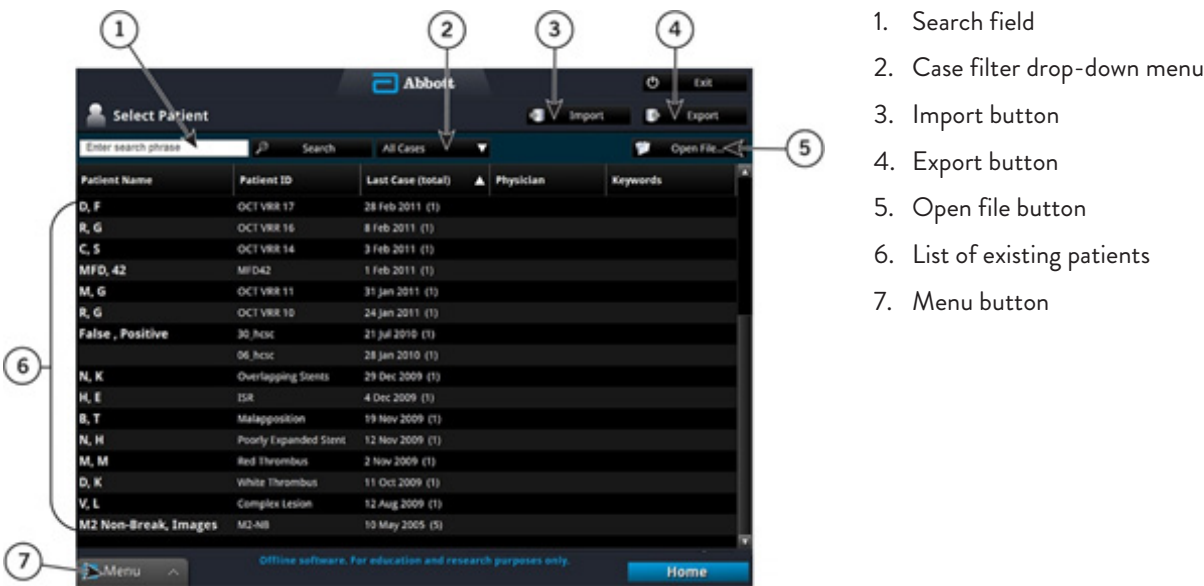 1 2 3 4
Abbott
Exit
Select Patient Import Export
Enter search phrase Search All Cases Open File... 5
Patient Name Patient ID Last Case (total) Physician Keywords
D, F OCT VRR 17 28 Feb 2011 (1)
R, G OCT VRR 16 8 Feb 2011 (1)
C, S OCT VRR 14 3 Feb 2011 (1)
MFD, 42 MFD42 1 Feb 2011 (1)
M, G OCT VRR 11 31 Jan 2011 (1)
R, G OCT VRR 10 24 Jan 2011 (1)
False , Positive 30_hcsc 21 Jul 2010 (1)
06_hcsc 28 Jan 2010 (1)
6
N, K Overlapping Stents 29 Dec 2009 (1)
H, E ISR 4 Dec 2009 (1)
B, T Malapposition 19 Nov 2009 (1)
N, H Poorly Expanded Stent 12 Nov 2009 (1)
M, M Red Thrombus 2 Nov 2009 (1)
D, K White Thrombus 11 Oct 2009 (1)
V, L Complex Lesion 12 Aug 2009 (1)
M2 Non-Break, Images M2-NB 10 May 2005 (5)
7 Menu Offline software. For education and research purposes only. Home
1. Search field
2. Case filter drop-down menu
3. Import button
4. Export button
5. Open file button
6. List of existing patients
7. Menu button